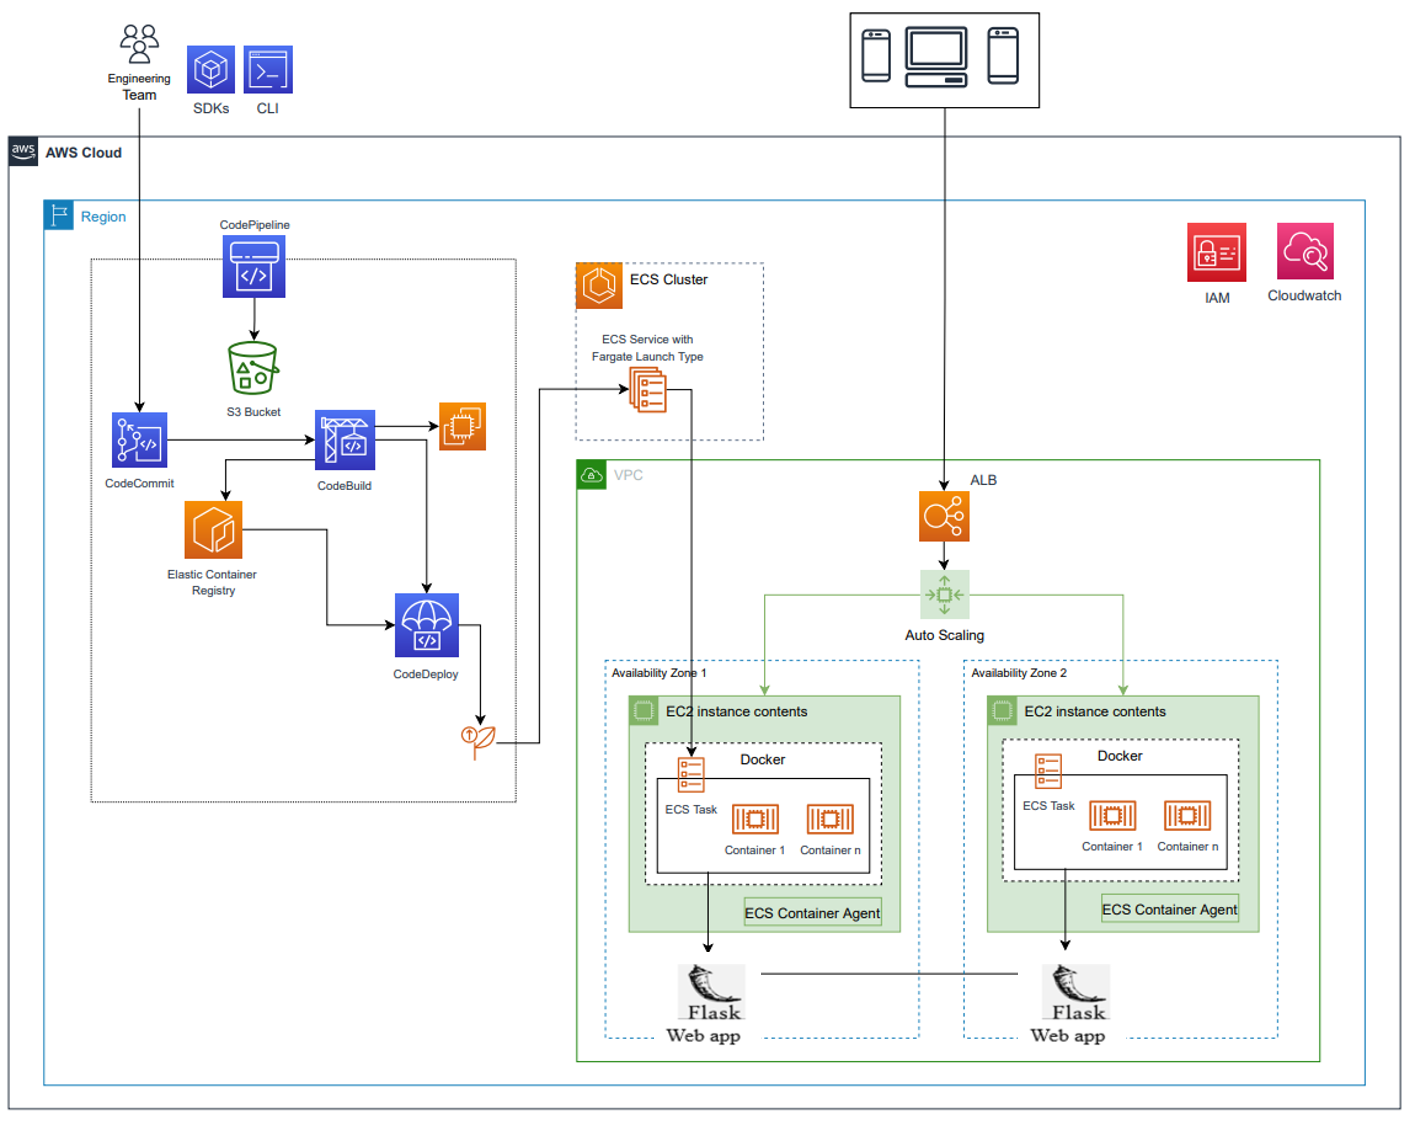 Engineering
Team
SDKs
CLI
aws
AWS Cloud
Region
CodePipeline
S3 Bucket
CodeCommit
CodeBuild
Elastic Container
Registry
CodeDeploy
ECS Cluster
ECS Service with
Fargate Launch Type
IAM
Cloudwatch
VPC
ALB
Auto Scaling
Availability Zone 1
EC2 instance contents
Docker
ECS Task
Container 1
Container n
ECS Container Agent
Flask
Web app
Availability Zone 2
EC2 instance contents
Docker
ECS Task
Container 1
Container n
ECS Container Agent
Flask
Web app